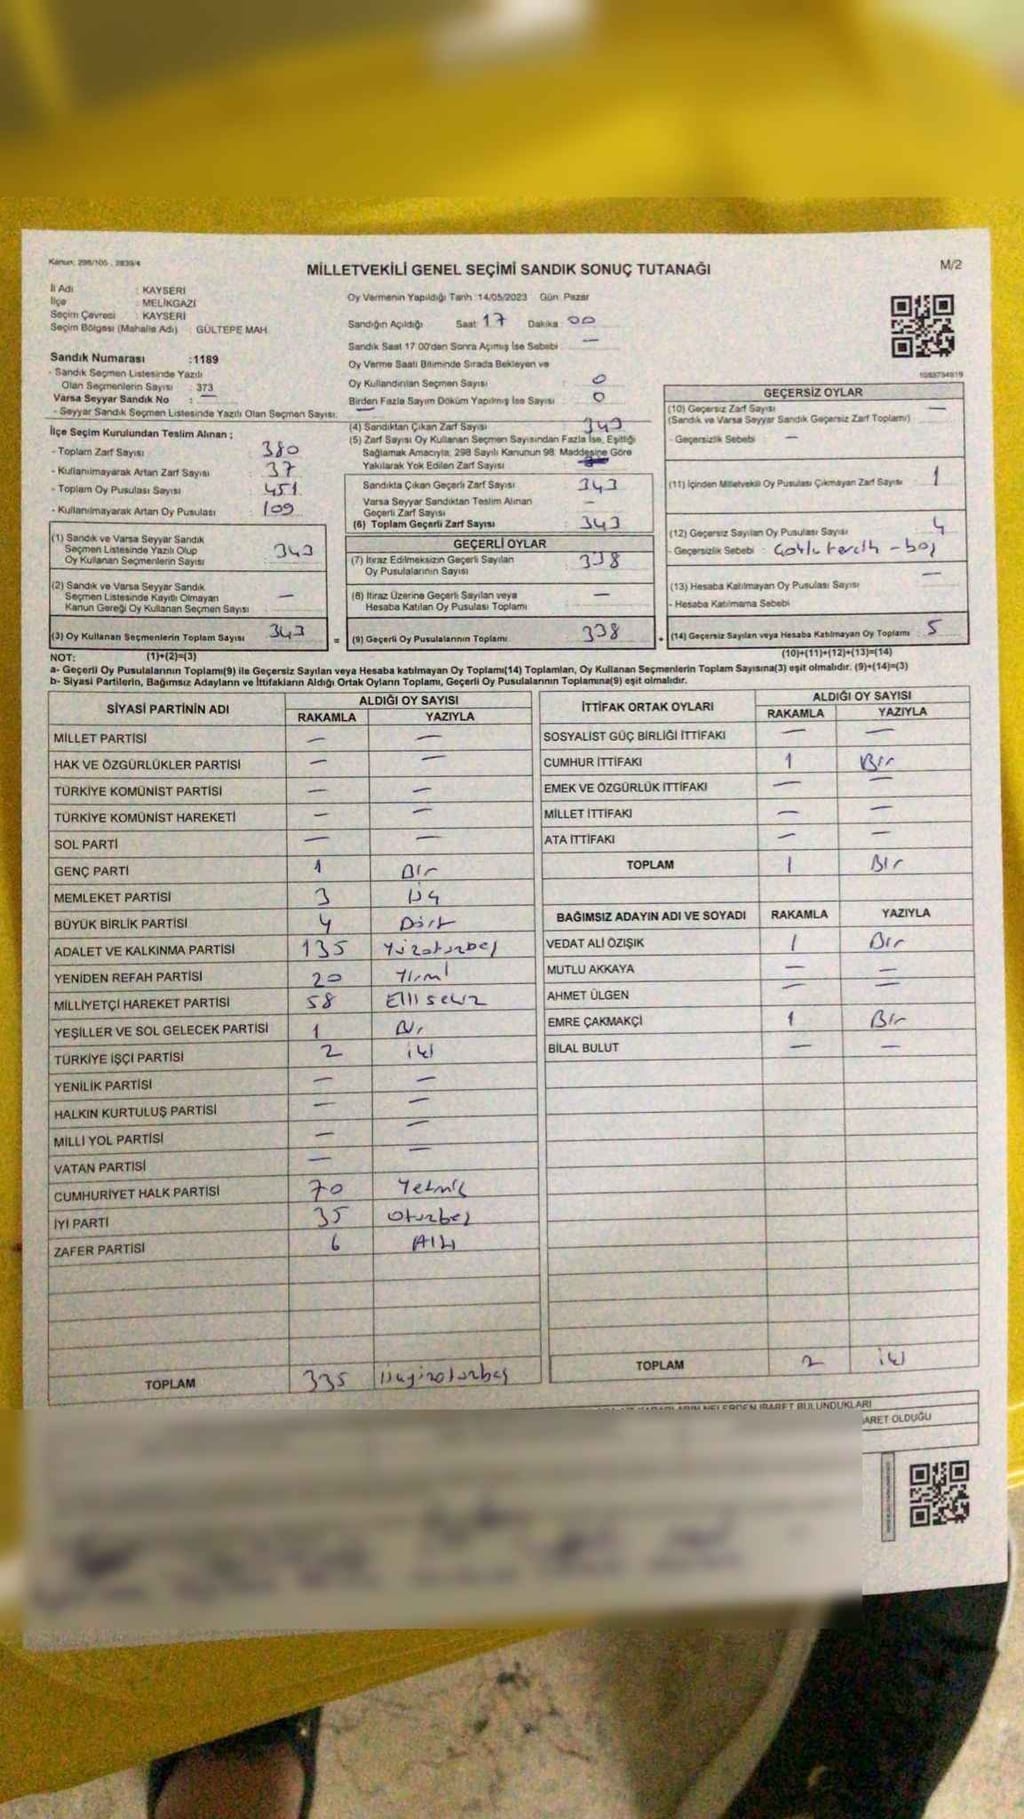 Kanun: 298/105 . 2839/4
MİLLETVEKİLİ GENEL SEÇİMİ SANDIK SONUÇ TUTANAĞI
M/2
İl Adı : KAYSERİ
İlçe : MELİKGAZİ
Seçim Çevresi : KAYSERİ
Seçim Bölgesi (Mahalle Adı) : GÜLTEPE MAH.
Sandık Numarası :1189
- Sandık Seçmen Listesinde Yazılı
Olan Seçmenlerin Sayısı : 373
Varsa Seyyar Sandık No : —
- Seyyar Sandık Seçmen Listesinde Yazılı Olan Seçmen Sayısı: —
İlçe Seçim Kurulundan Teslim Alınan ;
- Toplam Zarf Sayısı 380
- Kullanılmayarak Artan Zarf Sayısı 37
- Toplam Oy Pusulası Sayısı 451
- Kullanılmayarak Artan Oy Pusulası 109
(1) Sandık ve Varsa Seyyar Sandık
Seçmen Listesinde Yazılı Olup
Oy Kullanan Seçmenlerin Sayısı 343
(2) Sandık ve Varsa Seyyar Sandık
Seçmen Listesinde Kayıtlı Olmayan
Kanun Gereği Oy Kullanan Seçmen Sayısı —
(3) Oy Kullanan Seçmenlerin Toplam Sayısı 343
Oy Vermenin Yapıldığı Tarih :14/05/2023 Gün: Pazar
Sandığın Açıldığı Saat 17 Dakika 00
Sandık Saat 17.00'den Sonra Açılmış İse Sebebi —
Oy Verme Saati Bitiminde Sırada Bekleyen ve
Oy Kullandırılan Seçmen Sayısı 0
Birden Fazla Sayım Döküm Yapılmış İse Sayısı 0
(4) Sandıktan Çıkan Zarf Sayısı 343
(5) Zarf Sayısı Oy Kullanan Seçmen Sayısından Fazla İse, Eşitliği
Sağlamak Amacıyla, 298 Sayılı Kanunun 98. Maddesine Göre
Yakılarak Yok Edilen Zarf Sayısı
Sandıkta Çıkan Geçerli Zarf Sayısı 343
Varsa Seyyar Sandıktan Teslim Alınan
Geçerli Zarf Sayısı —
(6) Toplam Geçerli Zarf Sayısı 343
GEÇERLİ OYLAR
(7) İtiraz Edilmeksizin Geçerli Sayılan
Oy Pusulalarının Sayısı 338
(8) İtiraz Üzerine Geçerli Sayılan veya
Hesaba Katılan Oy Pusulası Toplamı —
= (9) Geçerli Oy Pusulalarının Toplamı 338
GEÇERSİZ OYLAR
(10) Geçersiz Zarf Sayısı —
(Sandık ve Varsa Seyyar Sandık Geçersiz Zarf Toplamı)
- Geçersizlik Sebebi —
(11) İçinden Milletvekili Oy Pusulası Çıkmayan Zarf Sayısı 1
(12) Geçersiz Sayılan Oy Pusulası Sayısı 4
- Geçersizlik Sebebi : Çoklu tercih - boş
(13) Hesaba Katılmayan Oy Pusulası Sayısı —
- Hesaba Katılmama Sebebi
+ (14) Geçersiz Sayılan veya Hesaba Katılmayan Oy Toplamı 5
NOT: (1)+(2)=(3) (10)+(11)+(12)+(13)=(14)
a- Geçerli Oy Pusulalarının Toplamı(9) ile Geçersiz Sayılan veya Hesaba katılmayan Oy Toplamı(14) Toplamları, Oy Kullanan Seçmenlerin Toplam Sayısına(3) eşit olmalıdır. (9)+(14)=(3)
b- Siyasi Partilerin, Bağımsız Adayların ve İttifakların Aldığı Ortak Oyların Toplamı, Geçerli Oy Pusulalarının Toplamına(9) eşit olmalıdır.
SİYASİ PARTİNİN ADI ALDIĞI OY SAYISI
RAKAMLA YAZIYLA
MİLLET PARTİSİ — —
HAK VE ÖZGÜRLÜKLER PARTİSİ — —
TÜRKİYE KOMÜNİST PARTİSİ — —
TÜRKİYE KOMÜNİST HAREKETİ — —
SOL PARTİ — —
GENÇ PARTİ 1 Bir
MEMLEKET PARTİSİ 3 Üç
BÜYÜK BİRLİK PARTİSİ 4 Dört
ADALET VE KALKINMA PARTİSİ 135 Yüzotuzbeş
YENİDEN REFAH PARTİSİ 20 Yirmi
MİLLİYETÇİ HAREKET PARTİSİ 58 Ellisekiz
YEŞİLLER VE SOL GELECEK PARTİSİ 1 Bir
TÜRKİYE İŞÇİ PARTİSİ 2 iki
YENİLİK PARTİSİ — —
HALKIN KURTULUŞ PARTİSİ — —
MİLLİ YOL PARTİSİ — —
VATAN PARTİSİ — —
CUMHURİYET HALK PARTİSİ 70 Yetmiş
İYİ PARTİ 35 Otuzbeş
ZAFER PARTİSİ 6 Altı
TOPLAM 335 Üçyüzotuzbeş
İTTİFAK ORTAK OYLARI ALDIĞI OY SAYISI
RAKAMLA YAZIYLA
SOSYALİST GÜÇ BİRLİĞİ İTTİFAKI — —
CUMHUR İTTİFAKI 1 Bir
EMEK VE ÖZGÜRLÜK İTTİFAKI — —
MİLLET İTTİFAKI — —
ATA İTTİFAKI — —
TOPLAM 1 Bir
BAĞIMSIZ ADAYIN ADI VE SOYADI RAKAMLA YAZIYLA
VEDAT ALİ ÖZIŞIK 1 Bir
MUTLU AKKAYA — —
AHMET ÜLGEN — —
EMRE ÇAKMAKÇİ 1 Bir
BİLAL BULUT — —
TOPLAM 2 iki
NELERDEN İBARET BULUNDUKLARI
İBARET OLDUĞU